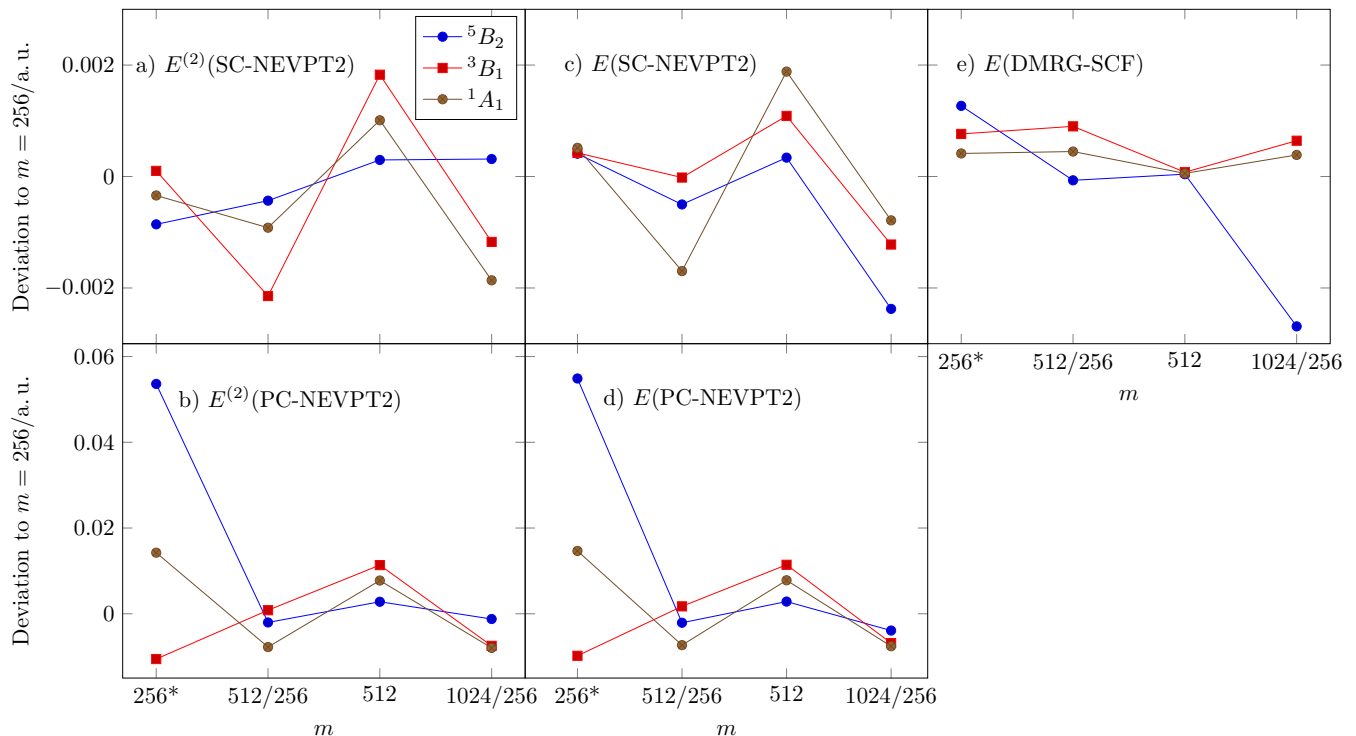 a) E^(2)(SC-NEVPT2)
^5B_2
^3B_1
^1A_1
c) E(SC-NEVPT2)
e) E(DMRG-SCF)
0.002
0
−0.002
Deviation to m = 256/a. u.
256* 512/256 512 1024/256
m
b) E^(2)(PC-NEVPT2)
d) E(PC-NEVPT2)
0.06
0.04
0.02
0
Deviation to m = 256/a. u.
256* 512/256 512 1024/256
m
256* 512/256 512 1024/256
m